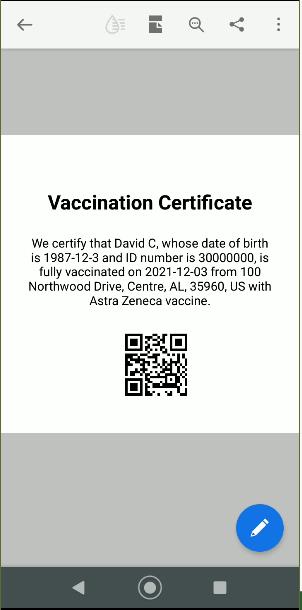 Vaccination Certificate
We certify that David C, whose date of birth
is 1987-12-3 and ID number is 30000000, is
fully vaccinated on 2021-12-03 from 100
Northwood Drive, Centre, AL, 35960, US with
Astra Zeneca vaccine.